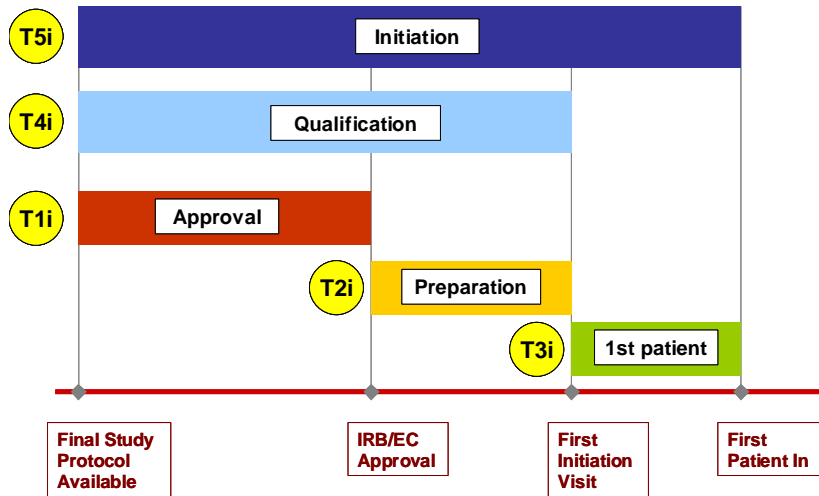 T5i
Initiation
T4i
Qualification
T1i
Approval
T2i
Preparation
T3i
1st patient
Final Study
Protocol
Available
IRB/EC
Approval
First
Initiation
Visit
First
Patient In